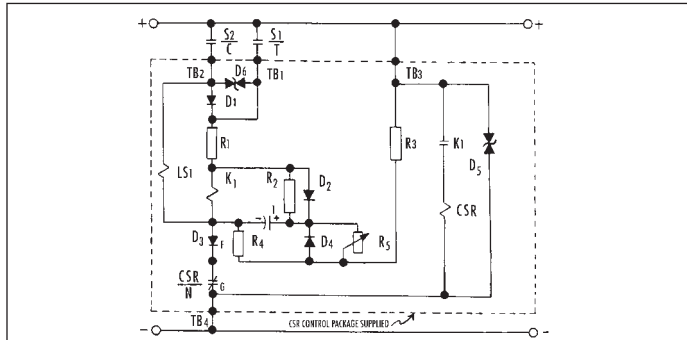 + +
S2 S1
C T
TB2 D6 TB1 TB3
D1
R1 R3 K1
D5
LS1 K1 R2 D2 CSR
- 1 +
D3 F R4 D4 R5
CSR G
N
TB4 CSR CONTROL PACKAGE SUPPLIED
- -